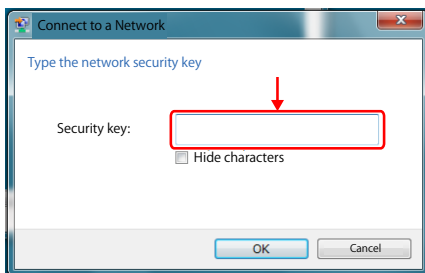 Connect to a Network
Type the network security key
Security key:
Hide characters
OK Cancel